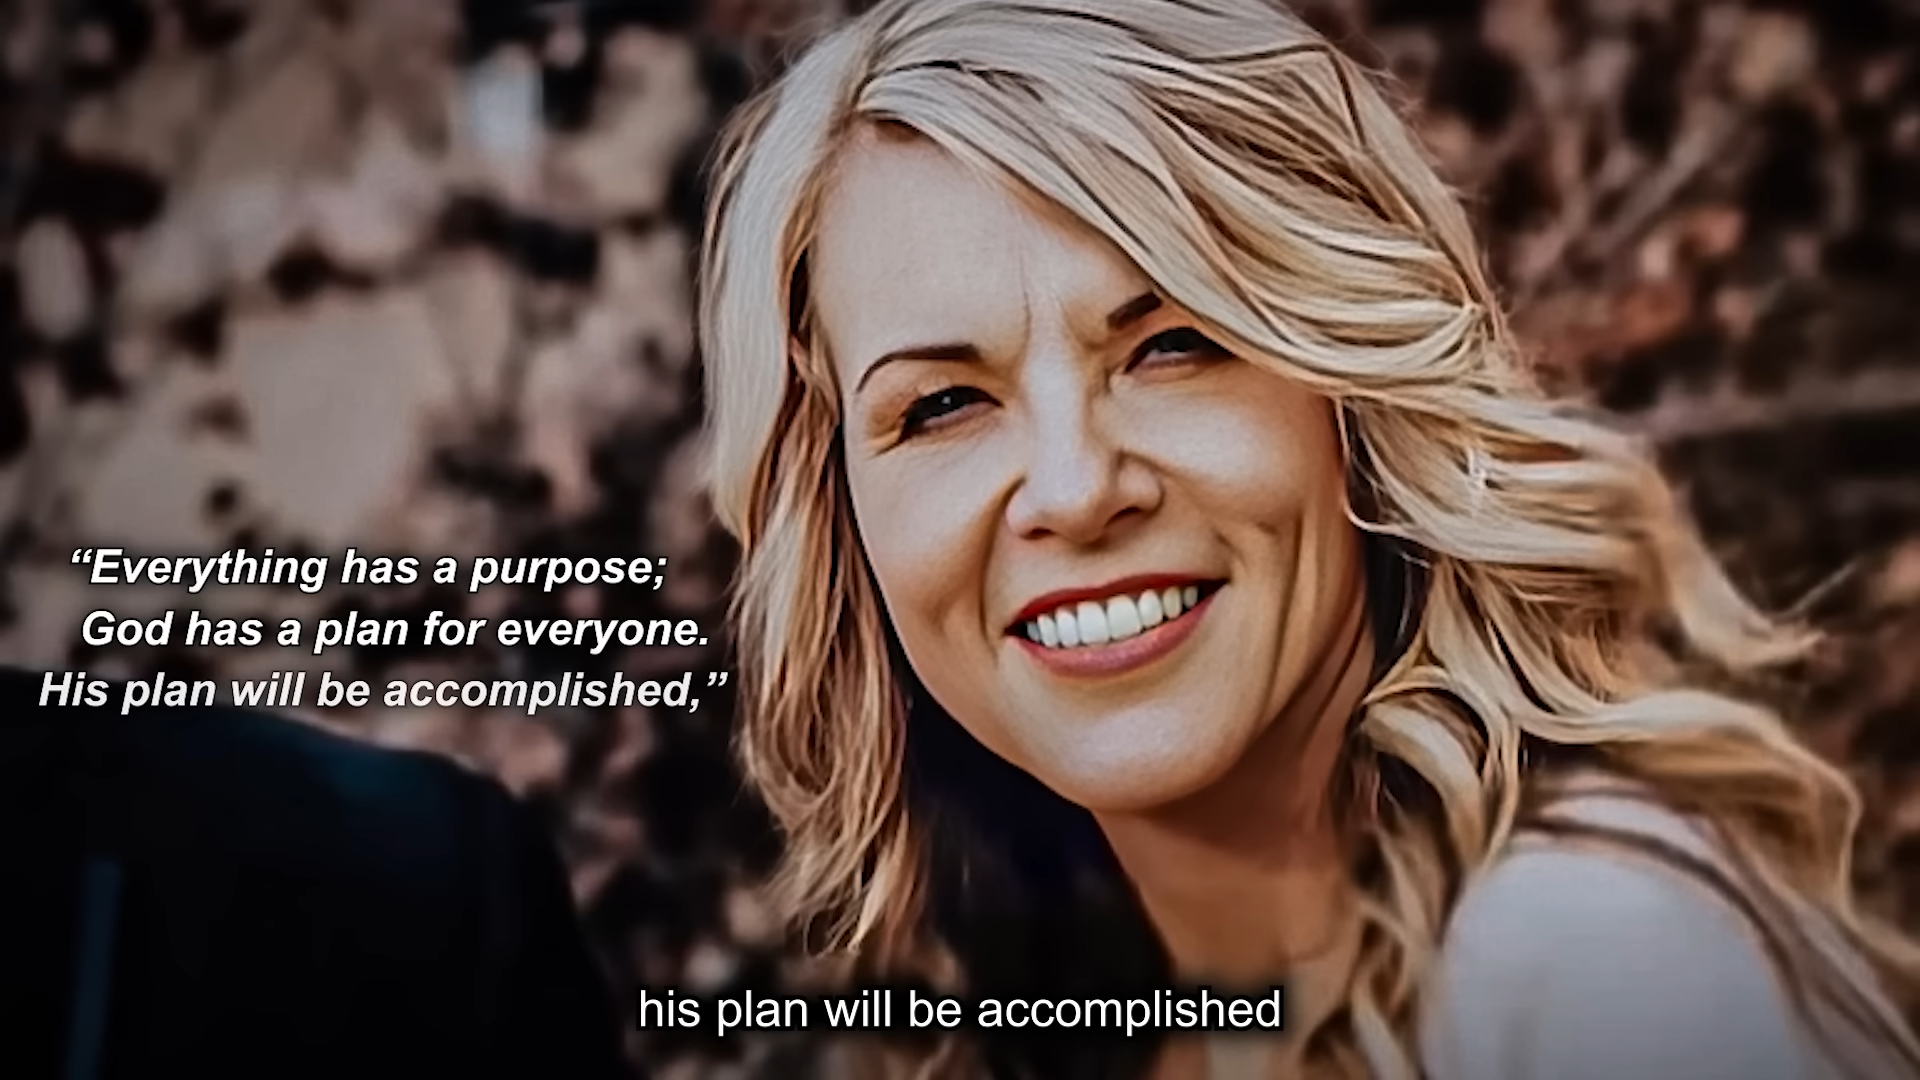 “Everything has a purpose;
God has a plan for everyone.
His plan will be accomplished,”
his plan will be accomplished